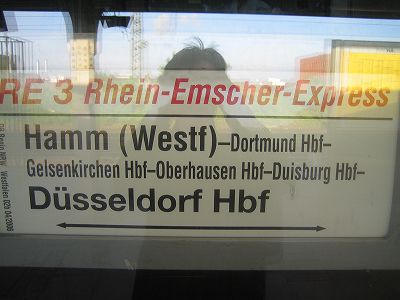 RE 3 Rhein-Emscher-Express
Hamm (Westf)–Dortmund Hbf–
Gelsenkirchen Hbf–Oberhausen Hbf–Duisburg Hbf–
Düsseldorf Hbf